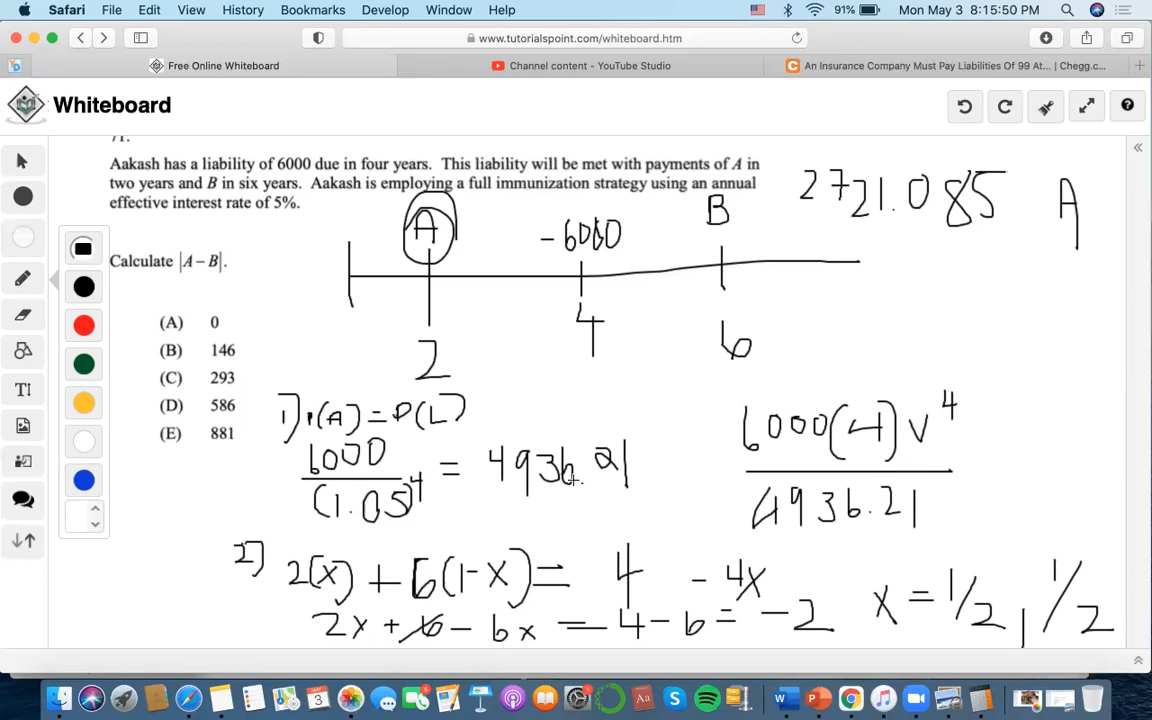 Safari File Edit View History Bookmarks Develop Window Help 91% Mon May 3 8:15:50 PM
www.tutorialspoint.com/whiteboard.htm
Free Online Whiteboard Channel content - YouTube Studio An Insurance Company Must Pay Liabilities Of 99 At... | Chegg.c...
Whiteboard
Aakash has a liability of 6000 due in four years. This liability will be met with payments of A in
two years and B in six years. Aakash is employing a full immunization strategy using an annual
effective interest rate of 5%.
2721.085 A
A -6000 B
Calculate |A-B|.
2 4 6
(A) 0
(B) 146
(C) 293
(D) 586
(E) 881
1) P(A) = P(L)
6000 / (1.05)^4 = 4936.21
6000(4)v^4
4936.21
2) 2(x) + 6(1-x) = 4 -4x
2x + 6 - 6x = 4 - 6 = -2
x = 1/2, 1/2